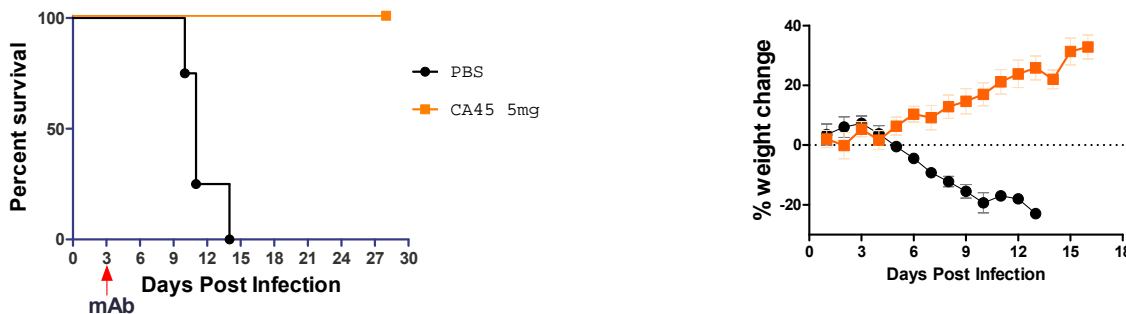 Percent survival
100
50
0
0 3 6 9 12 15 18 21 24 27 30
Days Post Infection
mAb
PBS
CA45 5mg
% weight change
40
20
0
-20
0 3 6 9 12 15 18
Days Post Infection